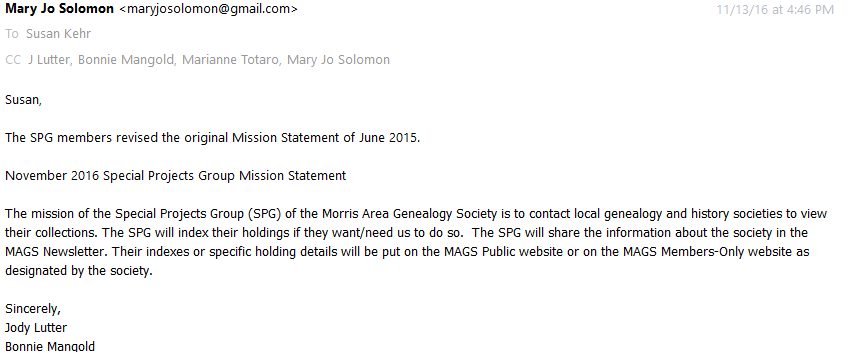 Mary Jo Solomon <maryjosolomon@gmail.com> 11/13/16 at 4:46 PM
To Susan Kehr
CC J Lutter, Bonnie Mangold, Marianne Totaro, Mary Jo Solomon
Susan,
The SPG members revised the original Mission Statement of June 2015.
November 2016 Special Projects Group Mission Statement
The mission of the Special Projects Group (SPG) of the Morris Area Genealogy Society is to contact local genealogy and history societies to view
their collections. The SPG will index their holdings if they want/need us to do so.  The SPG will share the information about the society in the
MAGS Newsletter. Their indexes or specific holding details will be put on the MAGS Public website or on the MAGS Members-Only website as
designated by the society.
Sincerely,
Jody Lutter
Bonnie Mangold